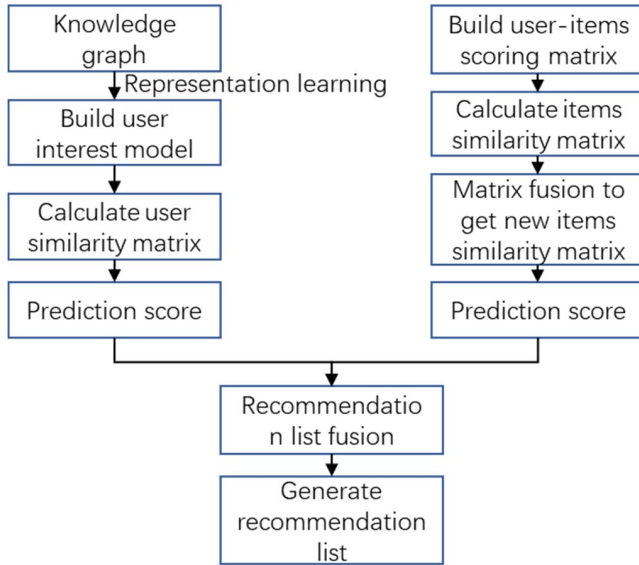 Knowledge
graph
Representation learning
Build user
interest model
Calculate user
similarity matrix
Prediction score
Build user-items
scoring matrix
Calculate items
similarity matrix
Matrix fusion to
get new items
similarity matrix
Prediction score
Recommendatio
n list fusion
Generate
recommendation
list